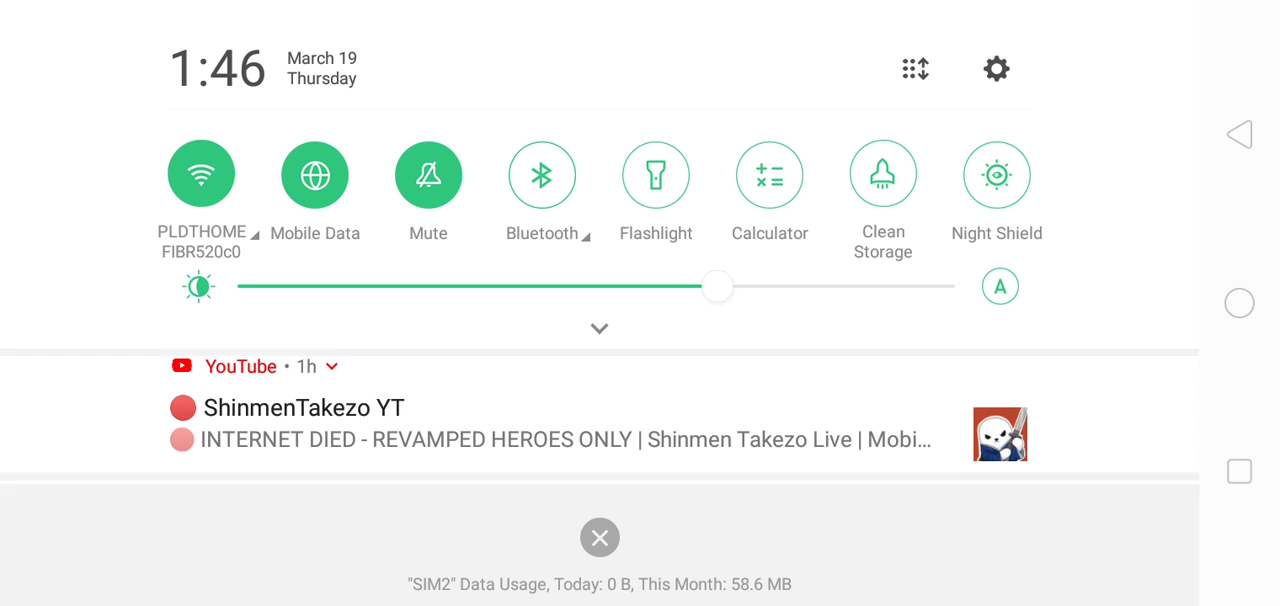 1:46
March 19
Thursday
PLDTHOME
FIBR520c0
Mobile Data
Mute
Bluetooth
Flashlight
Calculator
Clean
Storage
Night Shield
A
YouTube • 1h
ShinmenTakezo YT
INTERNET DIED - REVAMPED HEROES ONLY | Shinmen Takezo Live | Mobi...
"SIM2" Data Usage, Today: 0 B, This Month: 58.6 MB